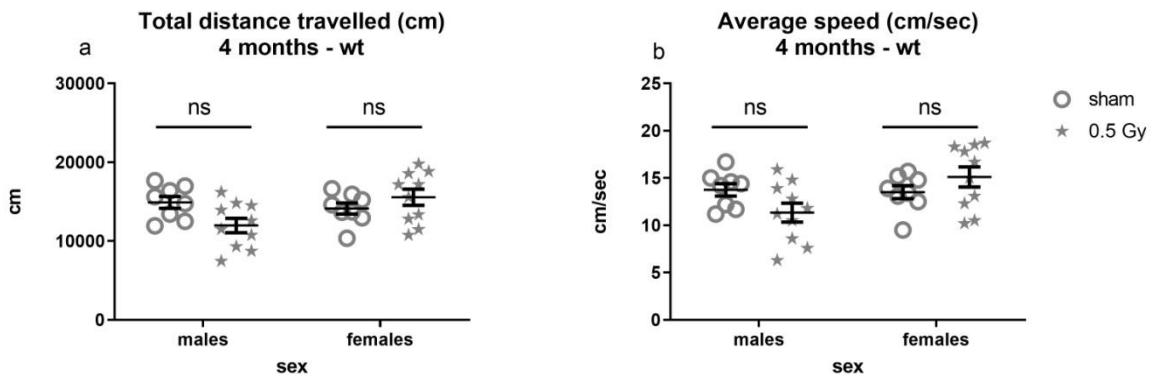 Total distance travelled (cm)
4 months - wt
a
30000
20000
10000
0
cm
ns
ns
males
females
sex
Average speed (cm/sec)
4 months - wt
b
25
20
15
10
5
0
cm/sec
ns
ns
males
females
sex
sham
0.5 Gy